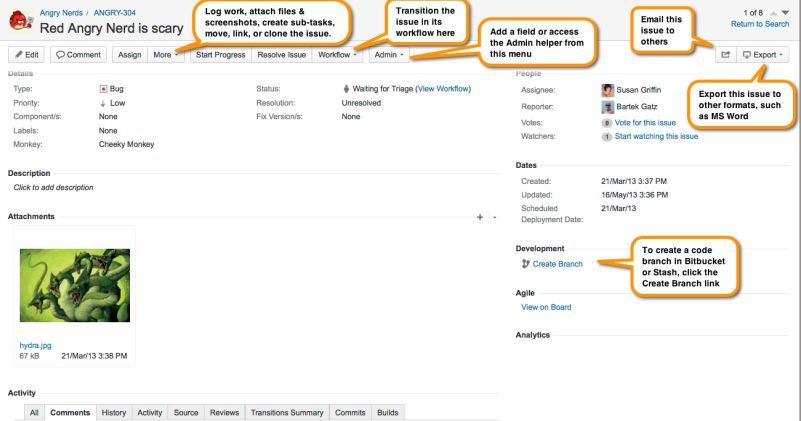 Angry Nerds / ANGRY-304
Red Angry Nerd is scary
Log work, attach files &
screenshots, create sub-tasks,
move, link, or clone the issue.
Transition the
issue in its
workflow here
Add a field or access
the Admin helper from
this menu
Email this
issue to
others
1 of 8
Return to Search
Edit Comment Assign More Start Progress Resolve Issue Workflow Admin Export
Export this issue to
other formats, such
as MS Word
Details
Type: Bug Status: Waiting for Triage (View Workflow)
Priority: Low Resolution: Unresolved
Component/s: None Fix Version/s: None
Labels: None
Monkey: Cheeky Monkey
Description
Click to add description
Attachments
hydra.jpg
67 kB 21/Mar/13 3:38 PM
Activity
All Comments History Activity Source Reviews Transitions Summary Commits Builds
People
Assignee: Susan Griffin
Reporter: Bartek Gatz
Votes: 0 Vote for this issue
Watchers: 1 Start watching this issue
Dates
Created: 21/Mar/13 3:37 PM
Updated: 16/May/13 3:36 PM
Scheduled 21/Mar/13
Deployment Date:
Development
Create Branch
To create a code
branch in Bitbucket
or Stash, click the
Create Branch link
Agile
View on Board
Analytics